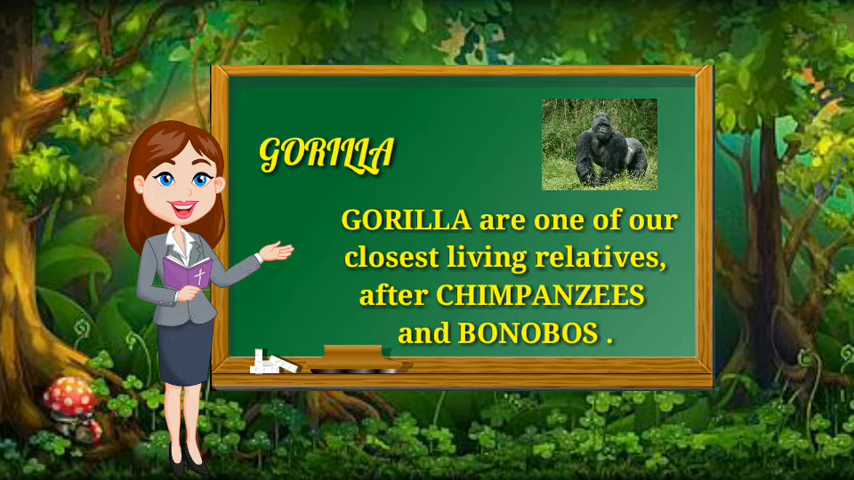 GORILLA
GORILLA are one of our
closest living relatives,
after CHIMPANZEES
and BONOBOS .